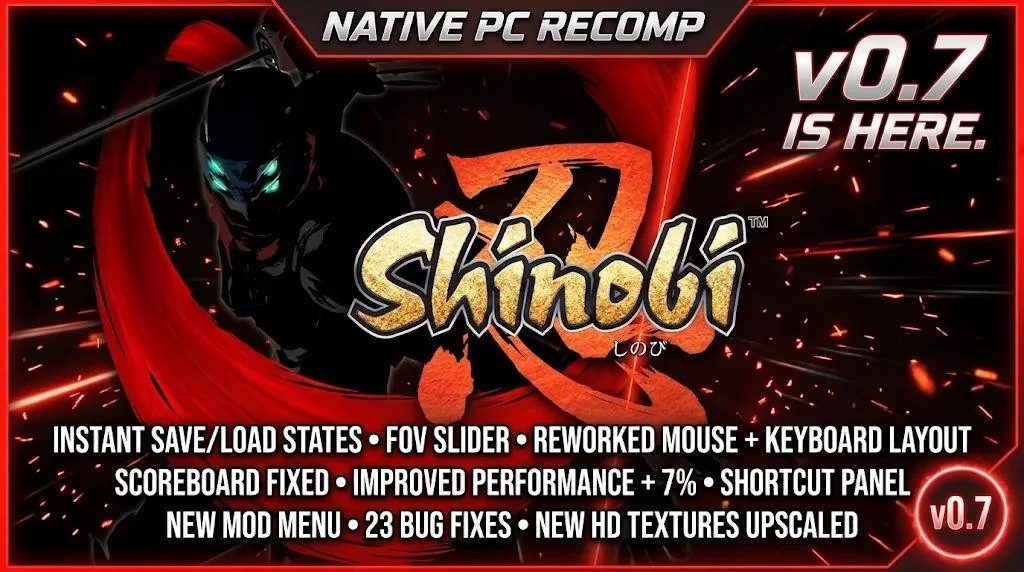 NATIVE PC RECOMP
v0.7
IS HERE.
忍
Shinobi™
しのび
INSTANT SAVE/LOAD STATES • FOV SLIDER • REWORKED MOUSE + KEYBOARD LAYOUT
SCOREBOARD FIXED • IMPROVED PERFORMANCE + 7% • SHORTCUT PANEL
NEW MOD MENU • 23 BUG FIXES • NEW HD TEXTURES UPSCALED
v0.7